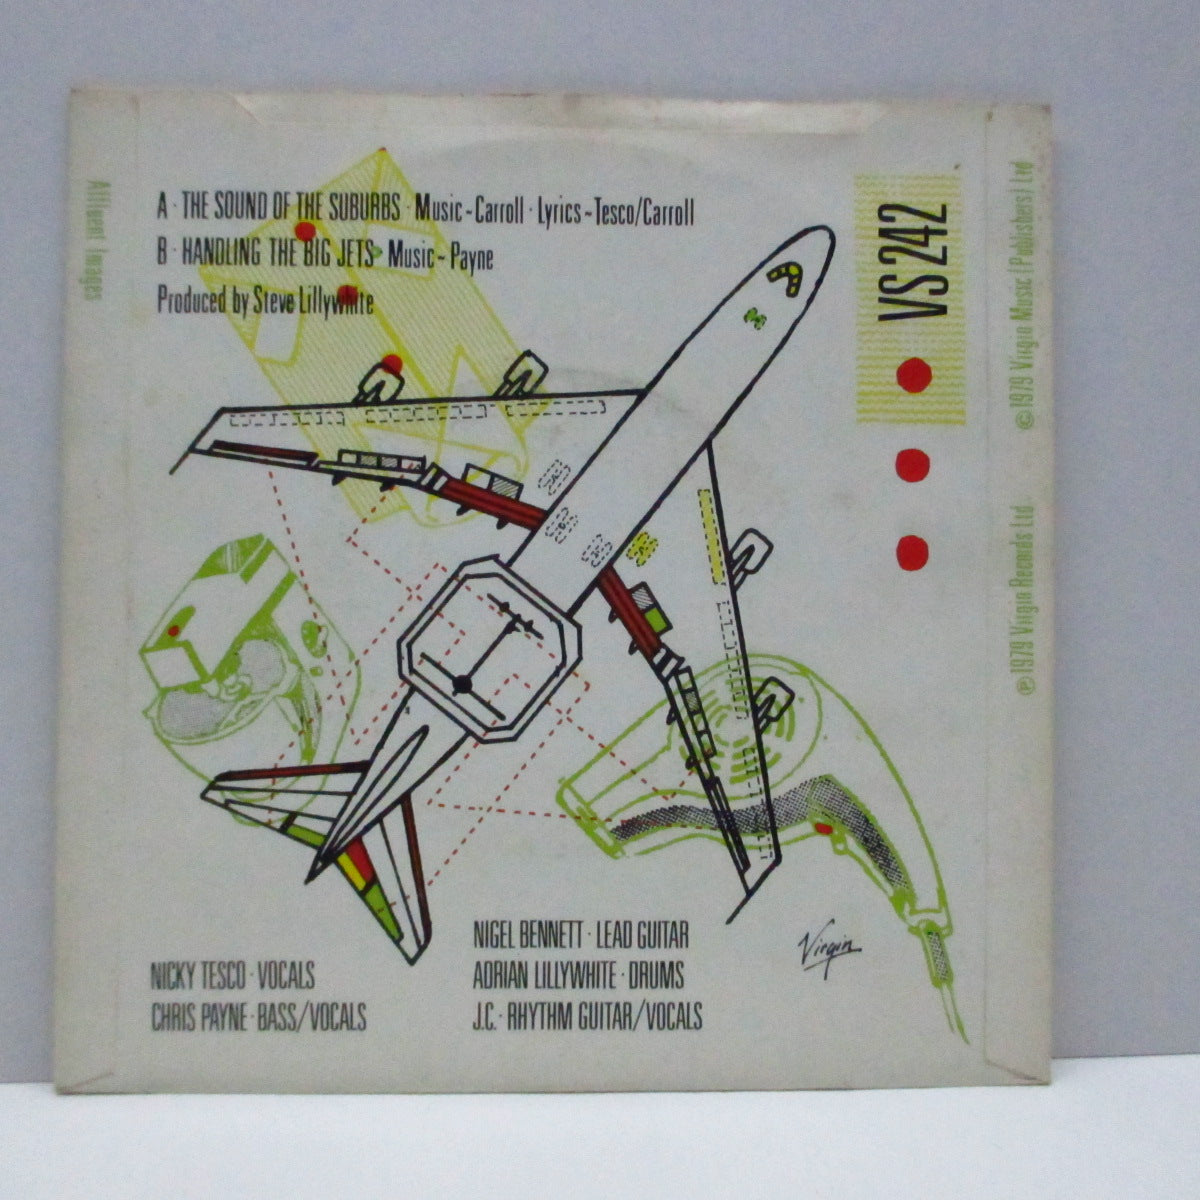 A · THE SOUND OF THE SUBURBS · Music~Carroll · Lyrics~Tesco/Carroll
B · HANDLING THE BIG JETS · Music~Payne
Produced by Steve Lillywhite
VS 242
Affluent Images
©1979 Virgin Music (Publishers) Ltd
℗1979 Virgin Records Ltd
NICKY TESCO · VOCALS
CHRIS PAYNE · BASS/VOCALS
NIGEL BENNETT · LEAD GUITAR
ADRIAN LILLYWHITE · DRUMS
J.C. · RHYTHM GUITAR/VOCALS
Virgin